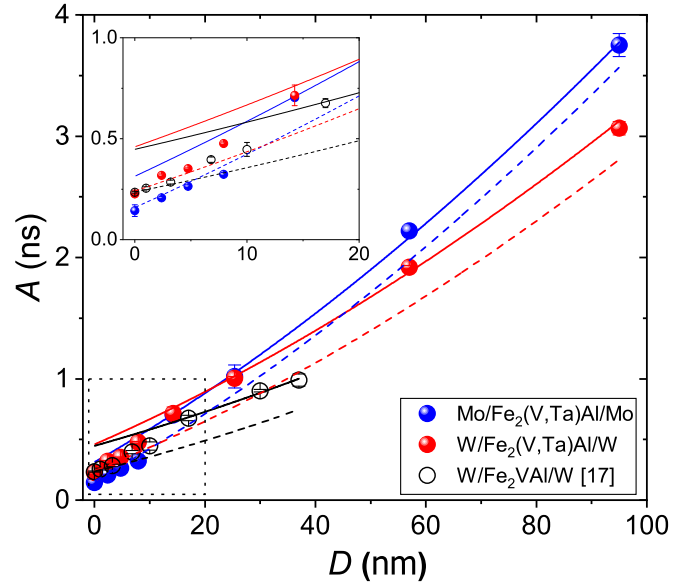 4
3
2
1
0
A (ns)
1.0
0.5
0.0
0
10
20
Mo/Fe₂(V,Ta)Al/Mo
W/Fe₂(V,Ta)Al/W
W/Fe₂VAl/W [17]
0 20 40 60 80 100
D (nm)